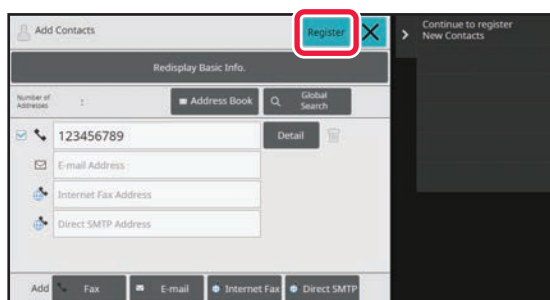 Add Contacts
Register
Continue to register
New Contacts
Redisplay Basic Info.
Number of
Addresses
:
Address Book
Global
Search
123456789
Detail
E-mail Address
Internet Fax Address
Direct SMTP Address
Add
Fax
E-mail
Internet Fax
Direct SMTP